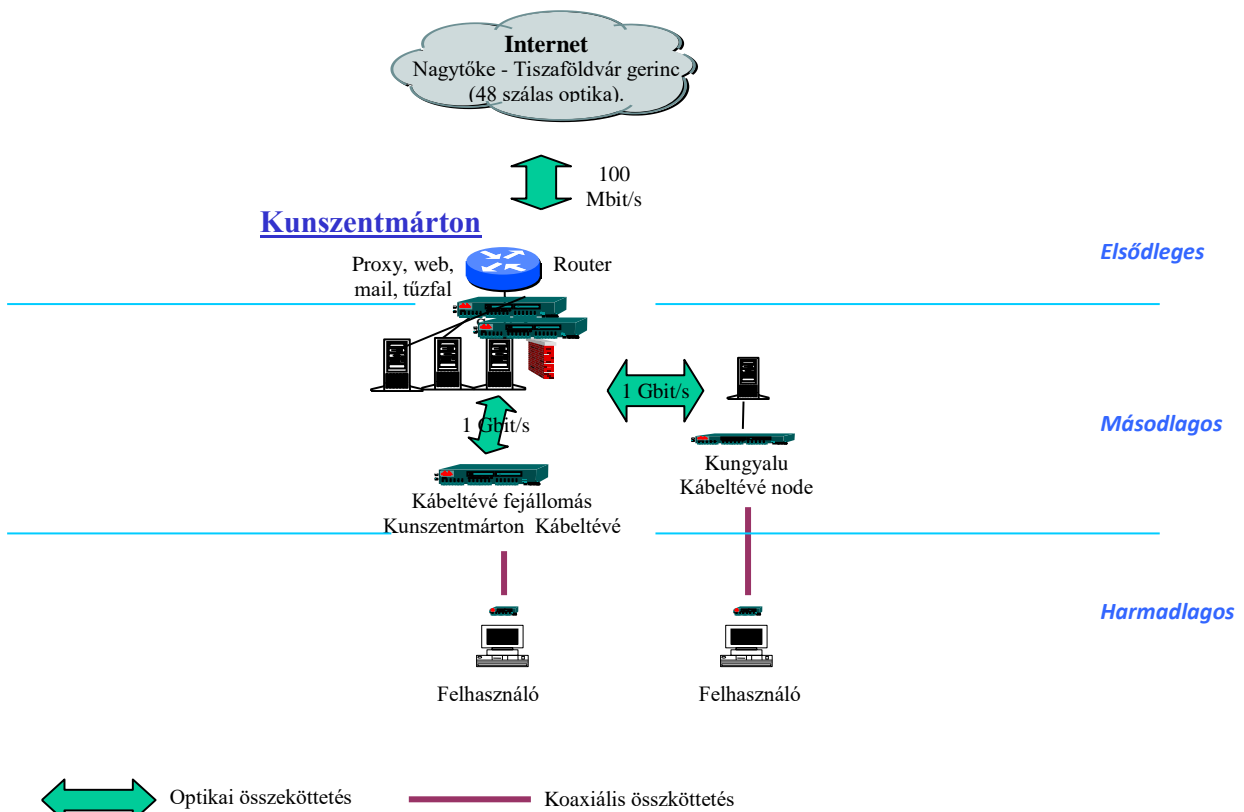 Internet
Nagytőke - Tiszaföldvár gerinc
(48 szálas optika).
100
Mbit/s
Kunszentmárton
Elsődleges
Proxy, web,
mail, tűzfal
Router
1 Gbit/s
1 Gbit/s
Másodlagos
Kungyalu
Kábeltévé node
Kábeltévé fejállomás
Kunszentmárton Kábeltévé
Harmadlagos
Felhasználó
Felhasználó
Optikai összeköttetés
Koaxiális összköttetés